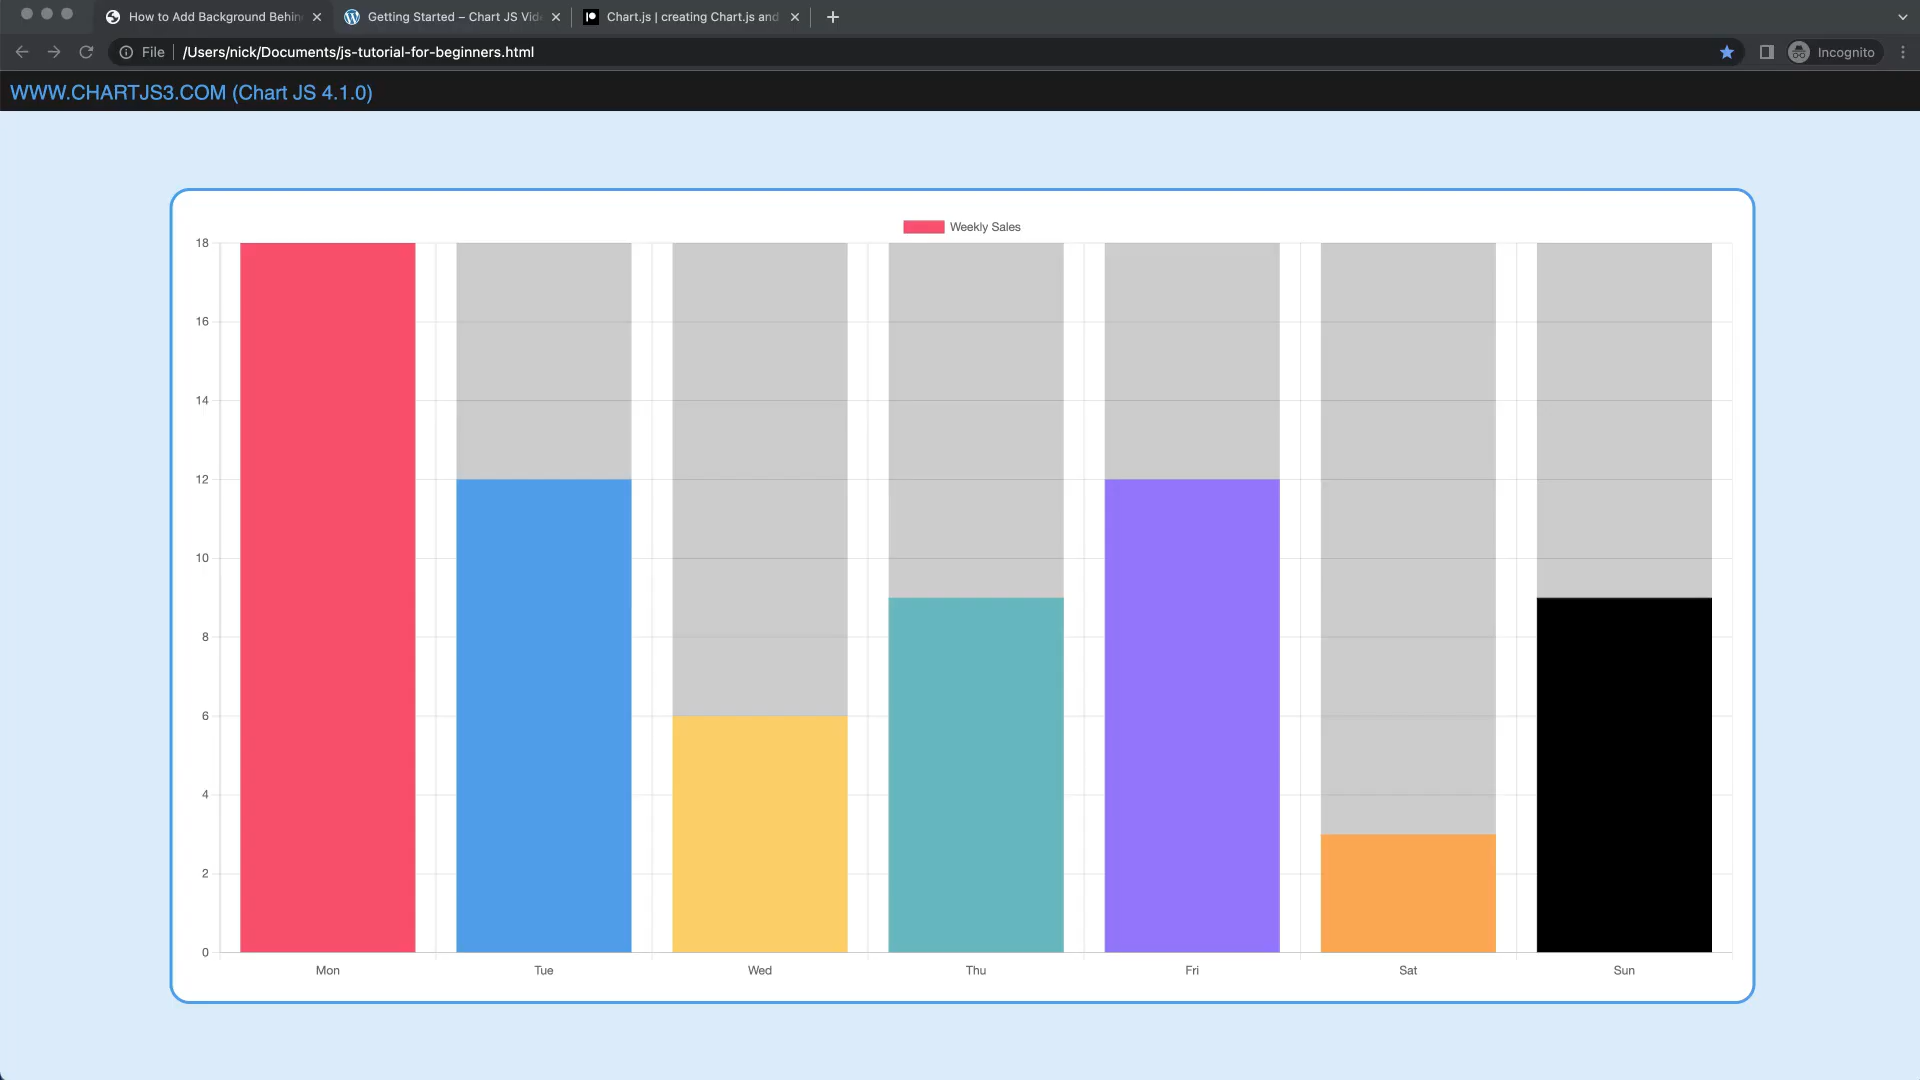 How to Add Background Behin
Getting Started – Chart JS Vid
Chart.js | creating Chart.js and
File
/Users/nick/Documents/js-tutorial-for-beginners.html
Incognito
WWW.CHARTJS3.COM (Chart JS 4.1.0)
Weekly Sales
18
16
14
12
10
8
6
4
2
0
Mon Tue Wed Thu Fri Sat Sun